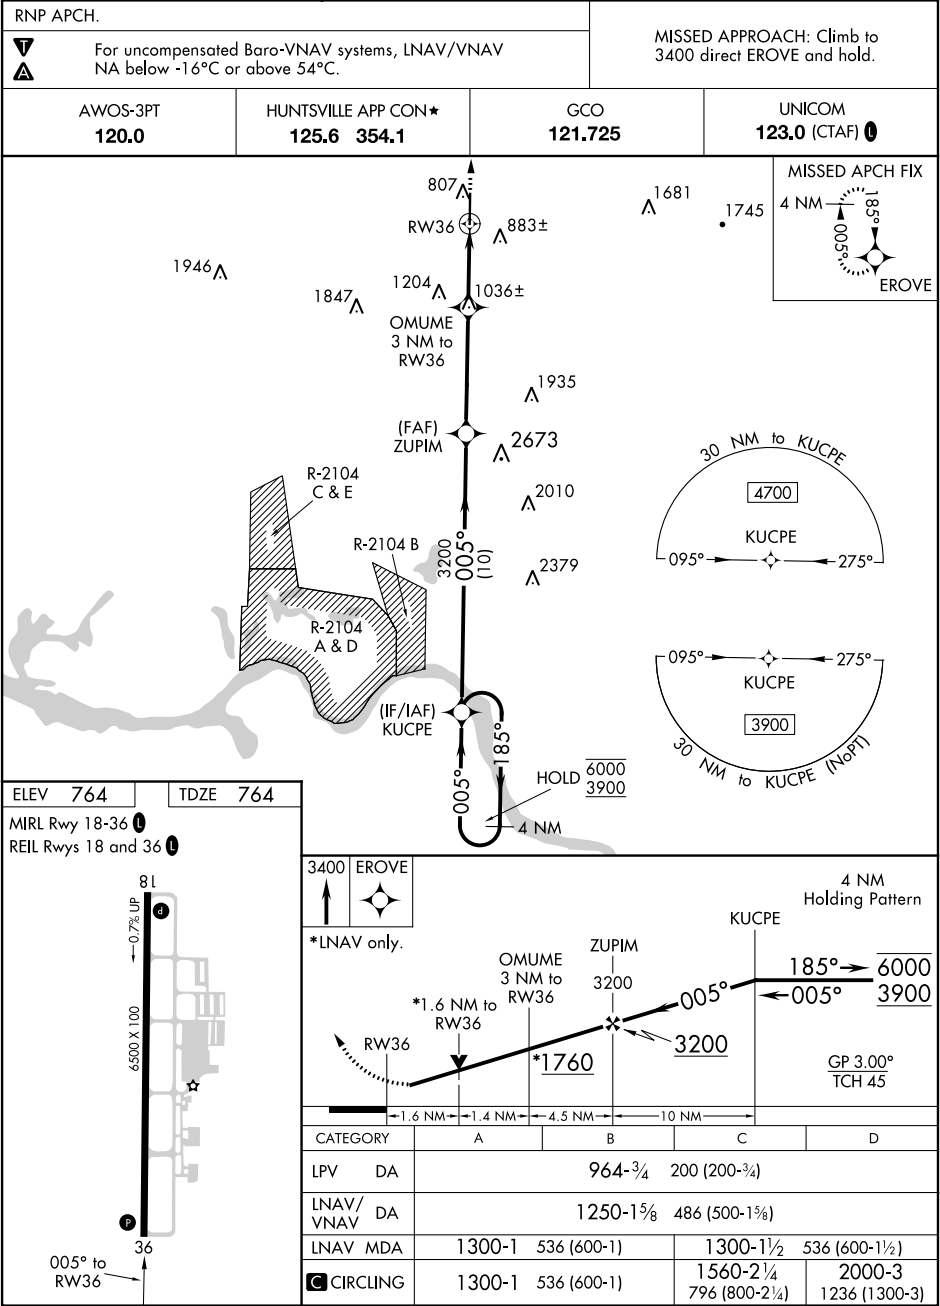 RNP APCH.
T
A
For uncompensated Baro-VNAV systems, LNAV/VNAV
NA below -16°C or above 54°C.
MISSED APPROACH: Climb to
3400 direct EROVE and hold.
AWOS-3PT
120.0
HUNTSVILLE APP CON★
125.6 354.1
GCO
121.725
UNICOM
123.0 (CTAF) L
MISSED APCH FIX
4 NM
185°
005°
EROVE
807
RW36
883±
1681
1745
1946
1847
1204
1036±
OMUME
3 NM to
RW36
1935
(FAF)
ZUPIM
2673
2010
2379
R-2104
C & E
R-2104 B
R-2104
A & D
3200
005°
(10)
(IF/IAF)
KUCPE
005°
185°
HOLD 6000
3900
4 NM
30 NM to KUCPE
4700
KUCPE
095°
275°
095°
275°
KUCPE
3900
30 NM to KUCPE (NoPT)
ELEV 764
TDZE 764
MIRL Rwy 18-36 L
REIL Rwys 18 and 36 L
18
P
0.7% UP
6500 X 100
P
36
005° to
RW36
3400
EROVE
*LNAV only.
4 NM
Holding Pattern
KUCPE
ZUPIM
3200
OMUME
3 NM to
RW36
*1.6 NM to
RW36
RW36
005°
185°
6000
005°
3900
3200
*1760
GP 3.00°
TCH 45
1.6 NM
1.4 NM
4.5 NM
10 NM
CATEGORY A B C D
LPV DA 964-¾ 200 (200-¾)
LNAV/
VNAV DA 1250-1⅝ 486 (500-1⅝)
LNAV MDA 1300-1 536 (600-1) 1300-1½ 536 (600-1½)
C CIRCLING 1300-1 536 (600-1)
1560-2¼
796 (800-2¼)
2000-3
1236 (1300-3)